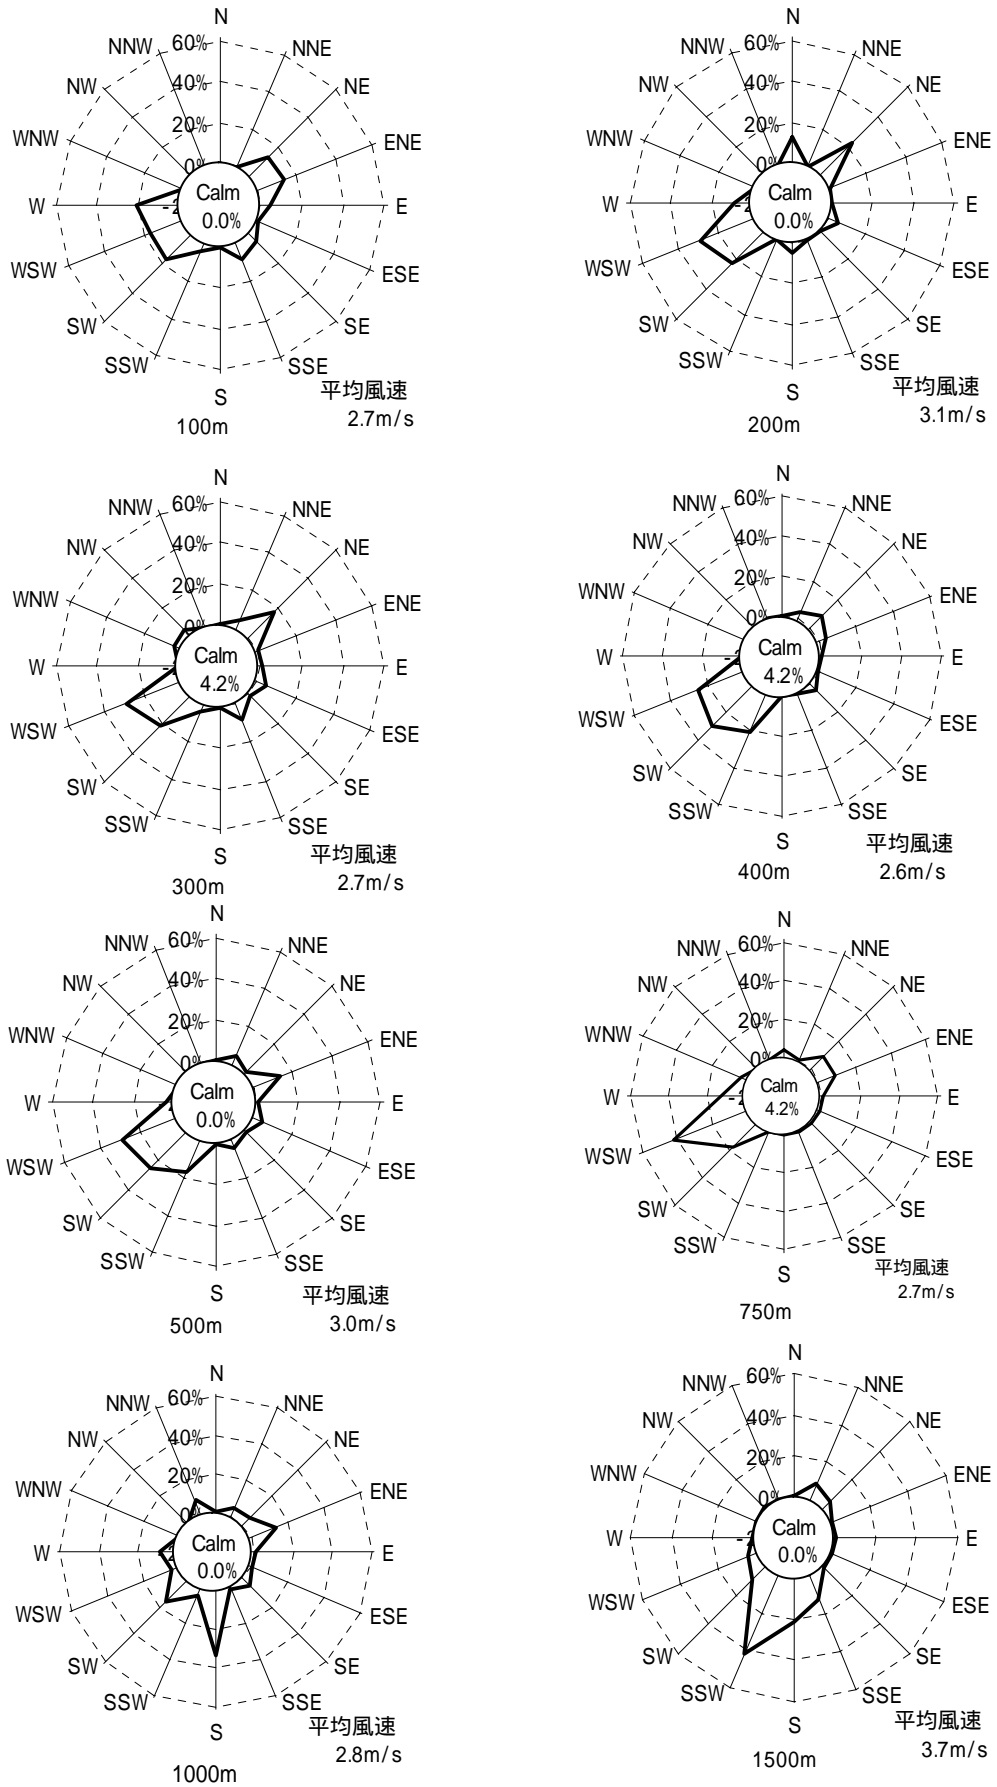 N
NNW 60% NNE
NW 40% NE
20%
WNW 0% ENE
Calm
W -2 0.0% E
WSW ESE
SW SE
SSW SSE
S 平均風速
100m 2.7m/s
N
NNW 60% NNE
NW 40% NE
20%
WNW 0% ENE
Calm
W -2 0.0% E
WSW ESE
SW SE
SSW SSE
S 平均風速
200m 3.1m/s
N
NNW 60% NNE
NW 40% NE
20%
WNW 0% ENE
Calm
W -2 4.2% E
WSW ESE
SW SE
SSW SSE
S 平均風速
300m 2.7m/s
N
NNW 60% NNE
NW 40% NE
20%
WNW 0% ENE
Calm
W -2 4.2% E
WSW ESE
SW SE
SSW SSE
S 平均風速
400m 2.6m/s
N
NNW 60% NNE
NW 40% NE
20%
WNW 0% ENE
Calm
W -2 0.0% E
WSW ESE
SW SE
SSW SSE
S 平均風速
500m 3.0m/s
N
NNW 60% NNE
NW 40% NE
20%
WNW 0% ENE
Calm
W -2 4.2% E
WSW ESE
SW SE
SSW SSE
S 平均風速
750m 2.7m/s
N
NNW 60% NNE
NW 40% NE
20%
WNW 0% ENE
Calm
W -2 0.0% E
WSW ESE
SW SE
SSW SSE
S 平均風速
1000m 2.8m/s
N
NNW 60% NNE
NW 40% NE
20%
WNW 0% ENE
Calm
W -2 0.0% E
WSW ESE
SW SE
SSW SSE
S 平均風速
1500m 3.7m/s